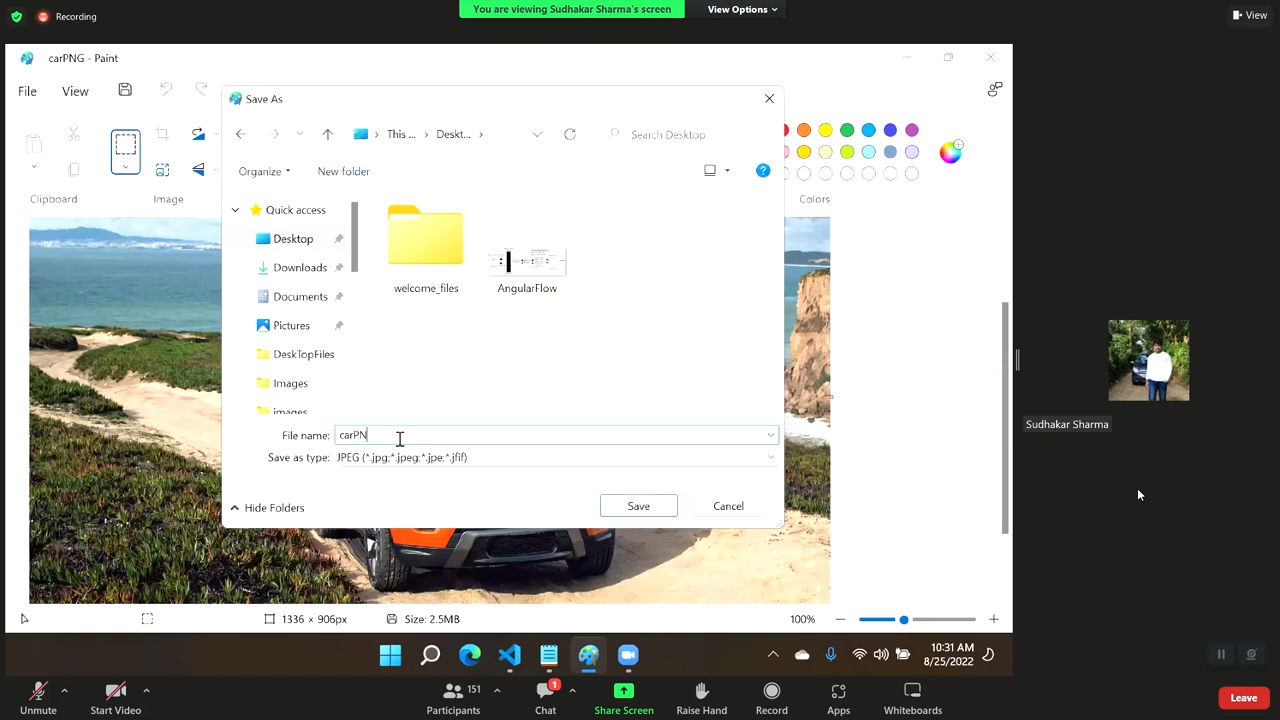 Recording
You are viewing Sudhakar Sharma's screen
View Options
View
carPNG - Paint
File
View
Save As
This ...
Deskt...
Search Desktop
Organize
New folder
Clipboard
Image
Colors
Quick access
Desktop
Downloads
Documents
Pictures
DeskTopFiles
Images
images
welcome_files
AngularFlow
File name: carPN
Save as type: JPEG (*.jpg;*.jpeg;*.jpe;*.jfif)
Hide Folders
Save
Cancel
Sudhakar Sharma
1336 × 906px
Size: 2.5MB
100%
10:31 AM
8/25/2022
Unmute
Start Video
151
Participants
1
Chat
Share Screen
Raise Hand
Record
Apps
Whiteboards
Leave